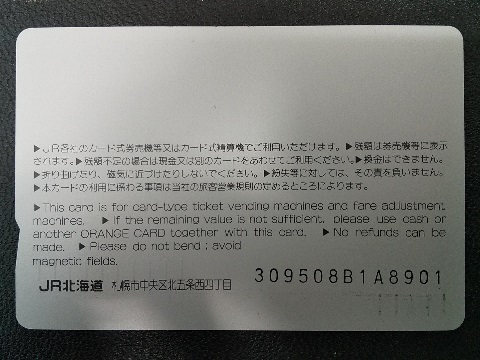 ▶JR各社のカード式券売機等又はカード式精算機でご利用いただけます。▶残額は券売機等に表示
されます。▶残額不足の場合は現金又は別のカードをあわせてご利用ください。▶換金はできません。
▶折り曲げたり、磁気に近づけたりしないでください。▶紛失等に対しては、その責を負いません。
▶本カードの利用に係わる事項は当社の旅客営業規則の定めるところによります。
▶This card is for card-type ticket vending machines and fare adjustment
machines. ▶If the remaining value is not sufficient, please use cash or
another ORANGE CARD together with this card. ▶No refunds can be
made. ▶Please do not bend ; avoid
magnetic fields.
JR北海道 札幌市中央区北五条西四丁目 309508B1A8901